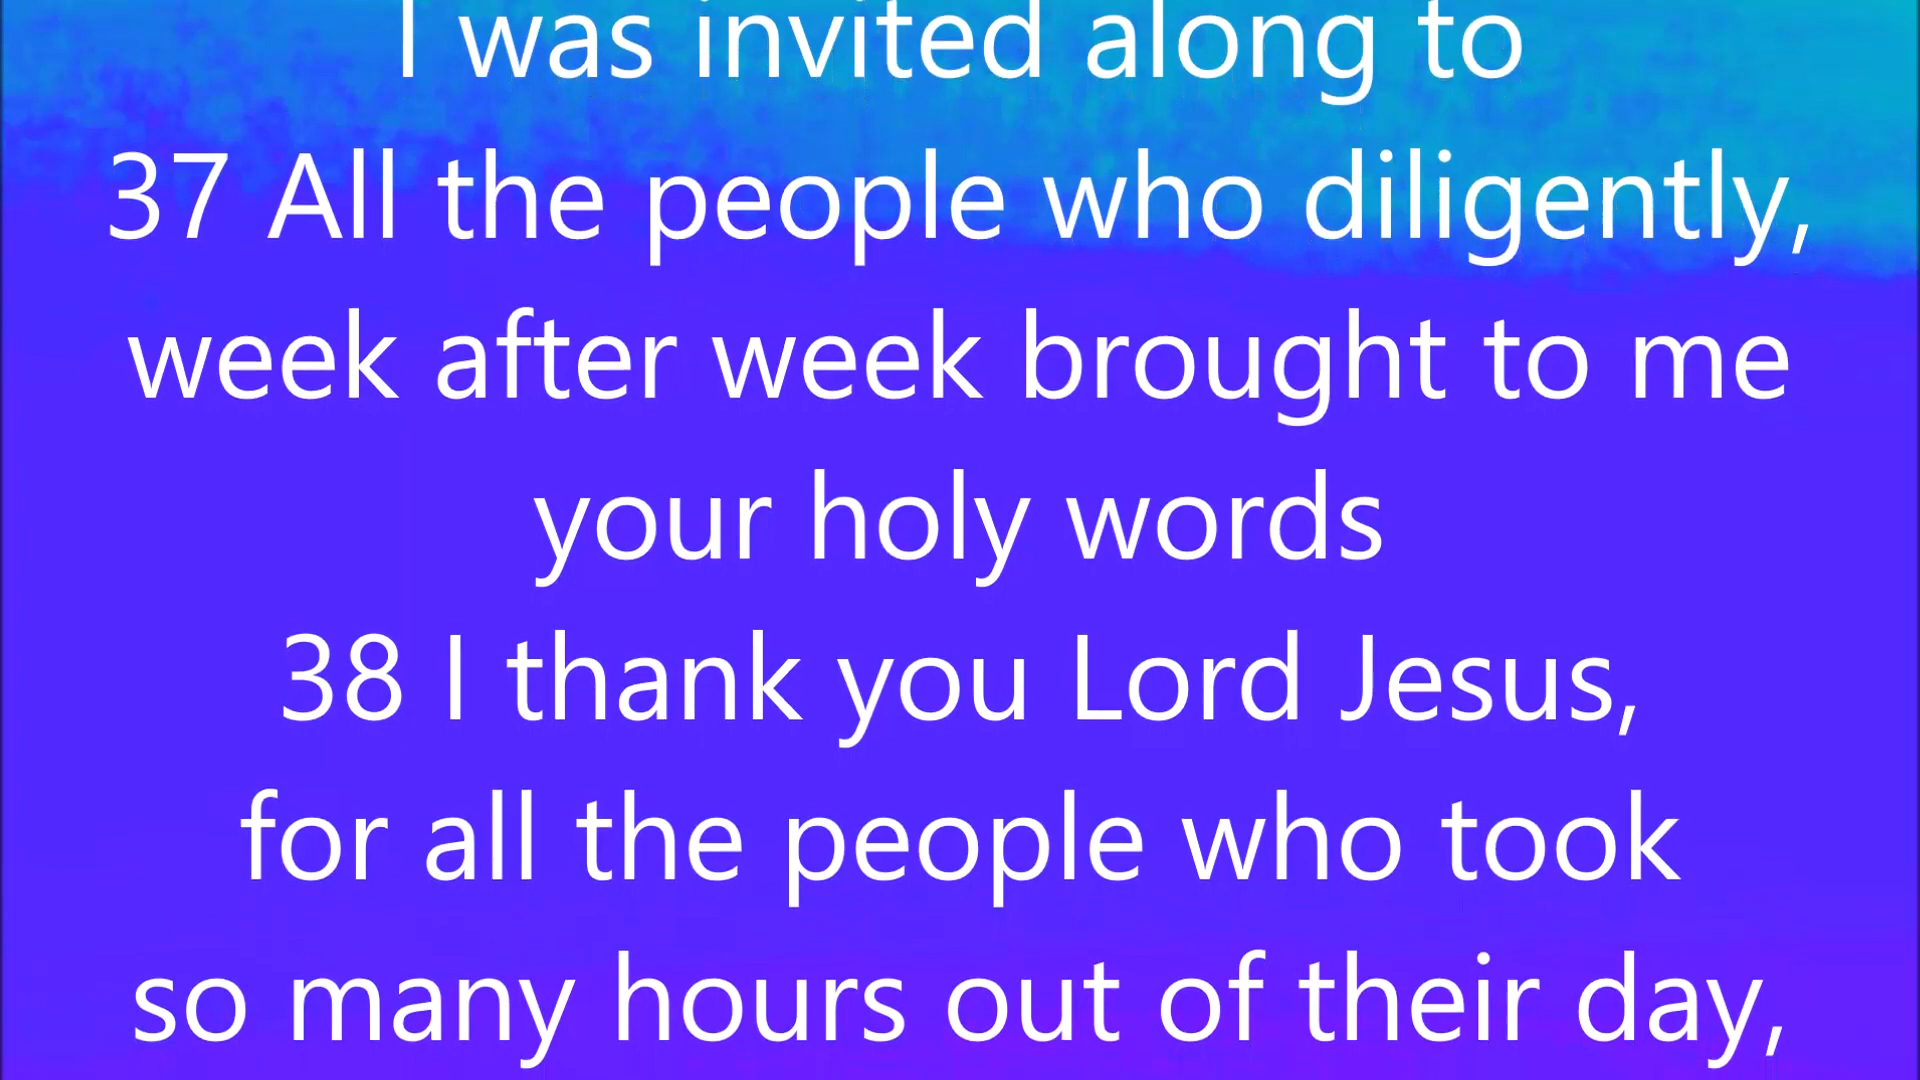 I was invited along to
37 All the people who diligently,
week after week brought to me
your holy words
38 I thank you Lord Jesus,
for all the people who took
so many hours out of their day,